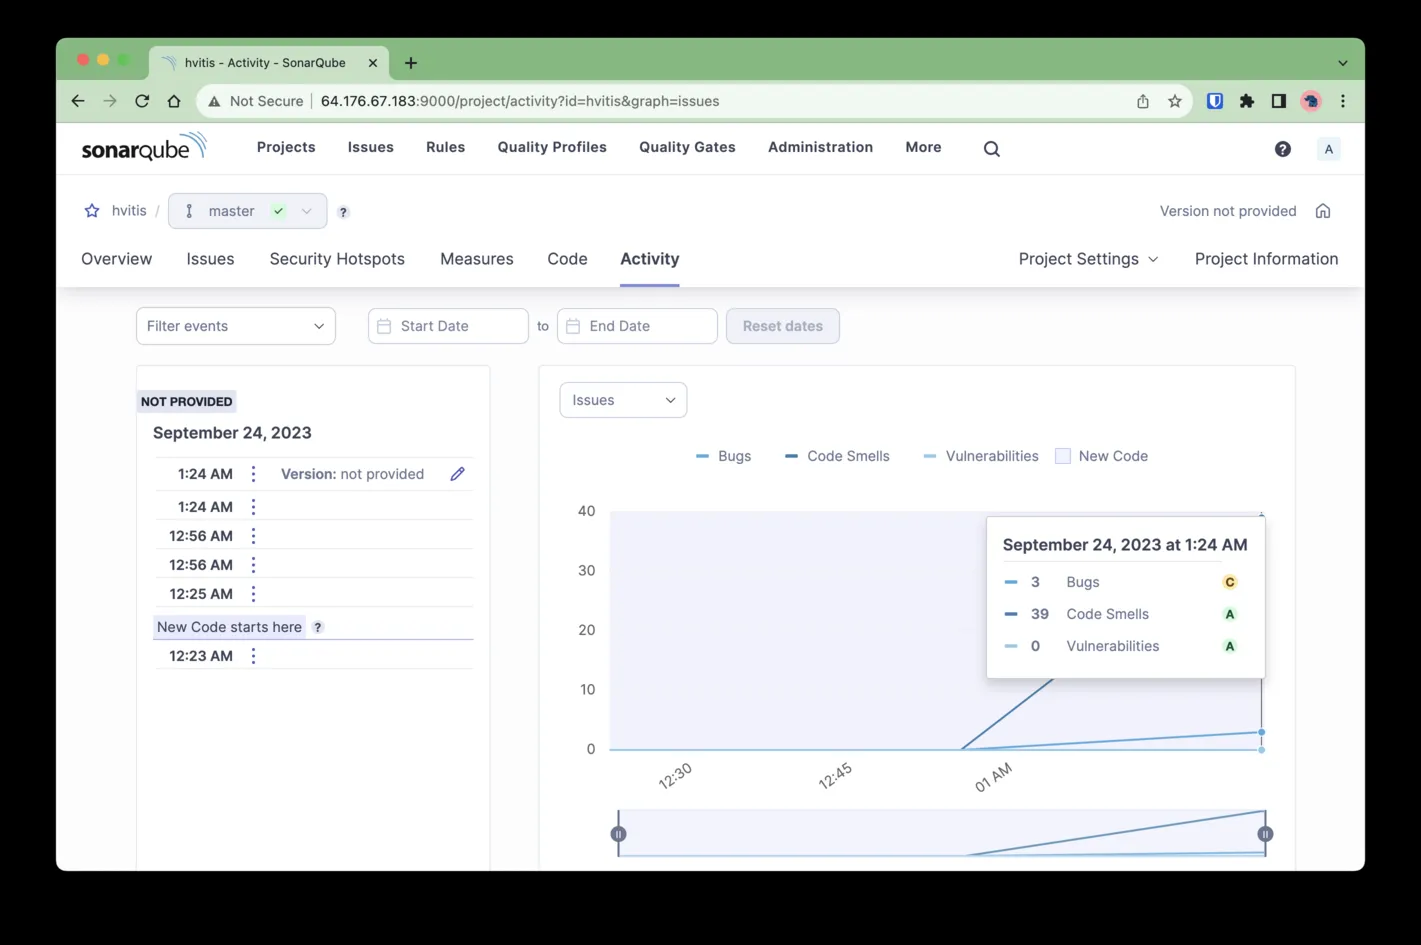 hvitis - Activity - SonarQube
Not Secure 64.176.67.183:9000/project/activity?id=hvitis&graph=issues
sonarqube Projects Issues Rules Quality Profiles Quality Gates Administration More ? A
hvitis / master ? Version not provided
Overview Issues Security Hotspots Measures Code Activity Project Settings Project Information
Filter events Start Date to End Date Reset dates
NOT PROVIDED
September 24, 2023
1:24 AM Version: not provided
1:24 AM
12:56 AM
12:56 AM
12:25 AM
New Code starts here ?
12:23 AM
Issues
Bugs Code Smells Vulnerabilities New Code
40
30
20
10
0
12:30 12:45 01 AM
September 24, 2023 at 1:24 AM
3 Bugs C
39 Code Smells A
0 Vulnerabilities A